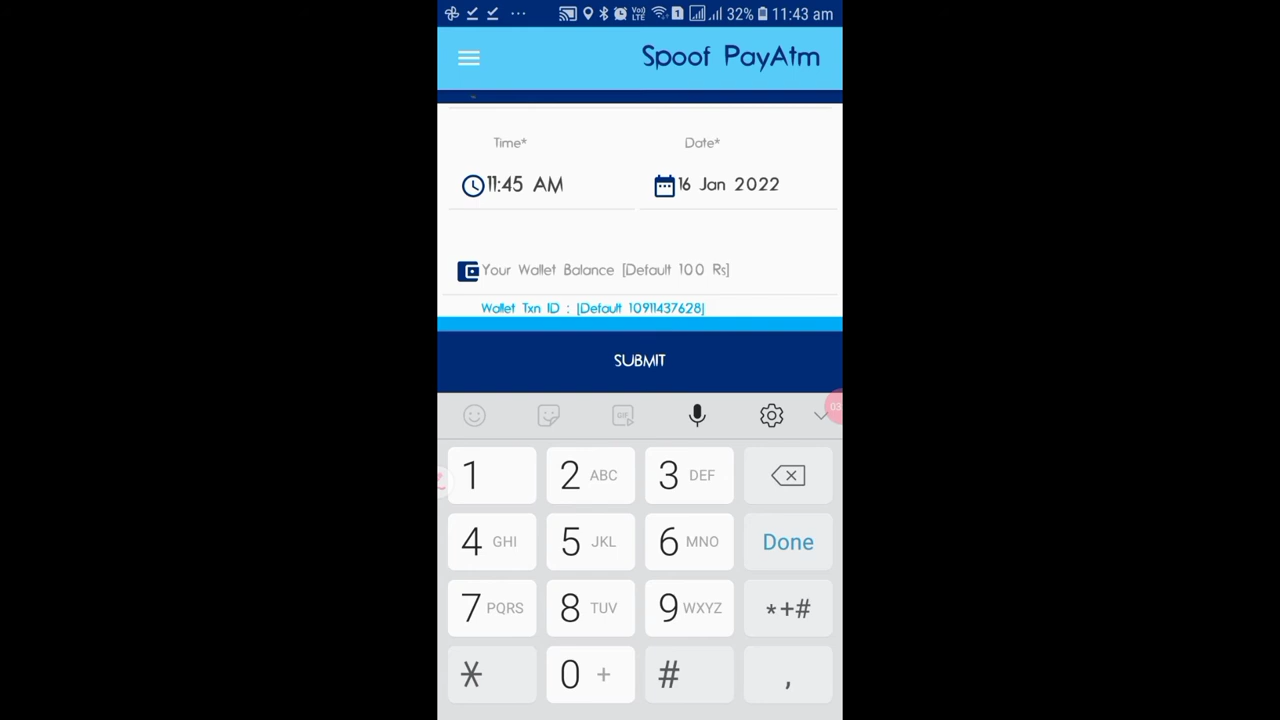 32% 11:43 am
Spoof PayAtm
Time* Date*
11:45 AM 16 Jan 2022
Your Wallet Balance [Default 100 Rs]
Wallet Txn ID : [Default 10911437628]
SUBMIT
GIF
1 2 ABC 3 DEF
4 GHI 5 JKL 6 MNO Done
7 PQRS 8 TUV 9 WXYZ *+#
* 0 + # ,